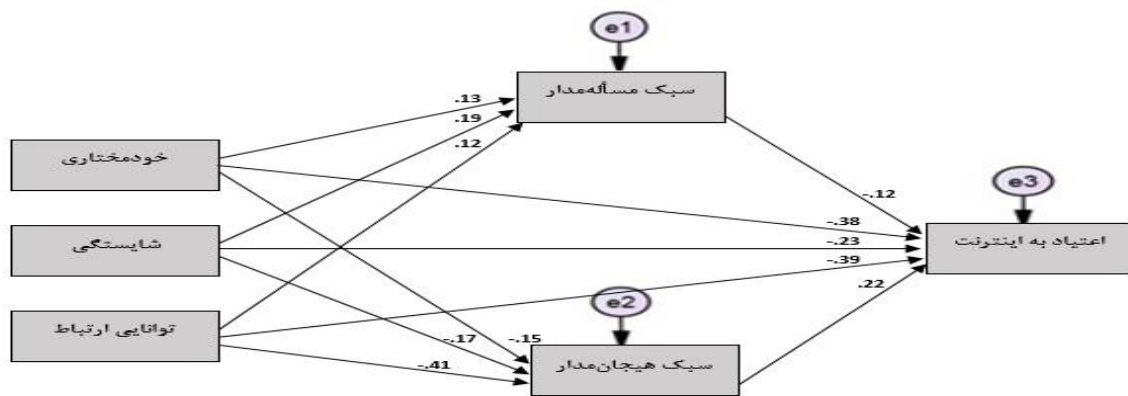 e1
سبک مسأله‌مدار
.13
.19
.12
خودمختاری
e3
-.12
-.38
شایستگی
-.23
اعتیاد به اینترنت
-.39
e2
.22
توانایی ارتباط
-.17
-.15
-.41
سبک هیجان‌مدار